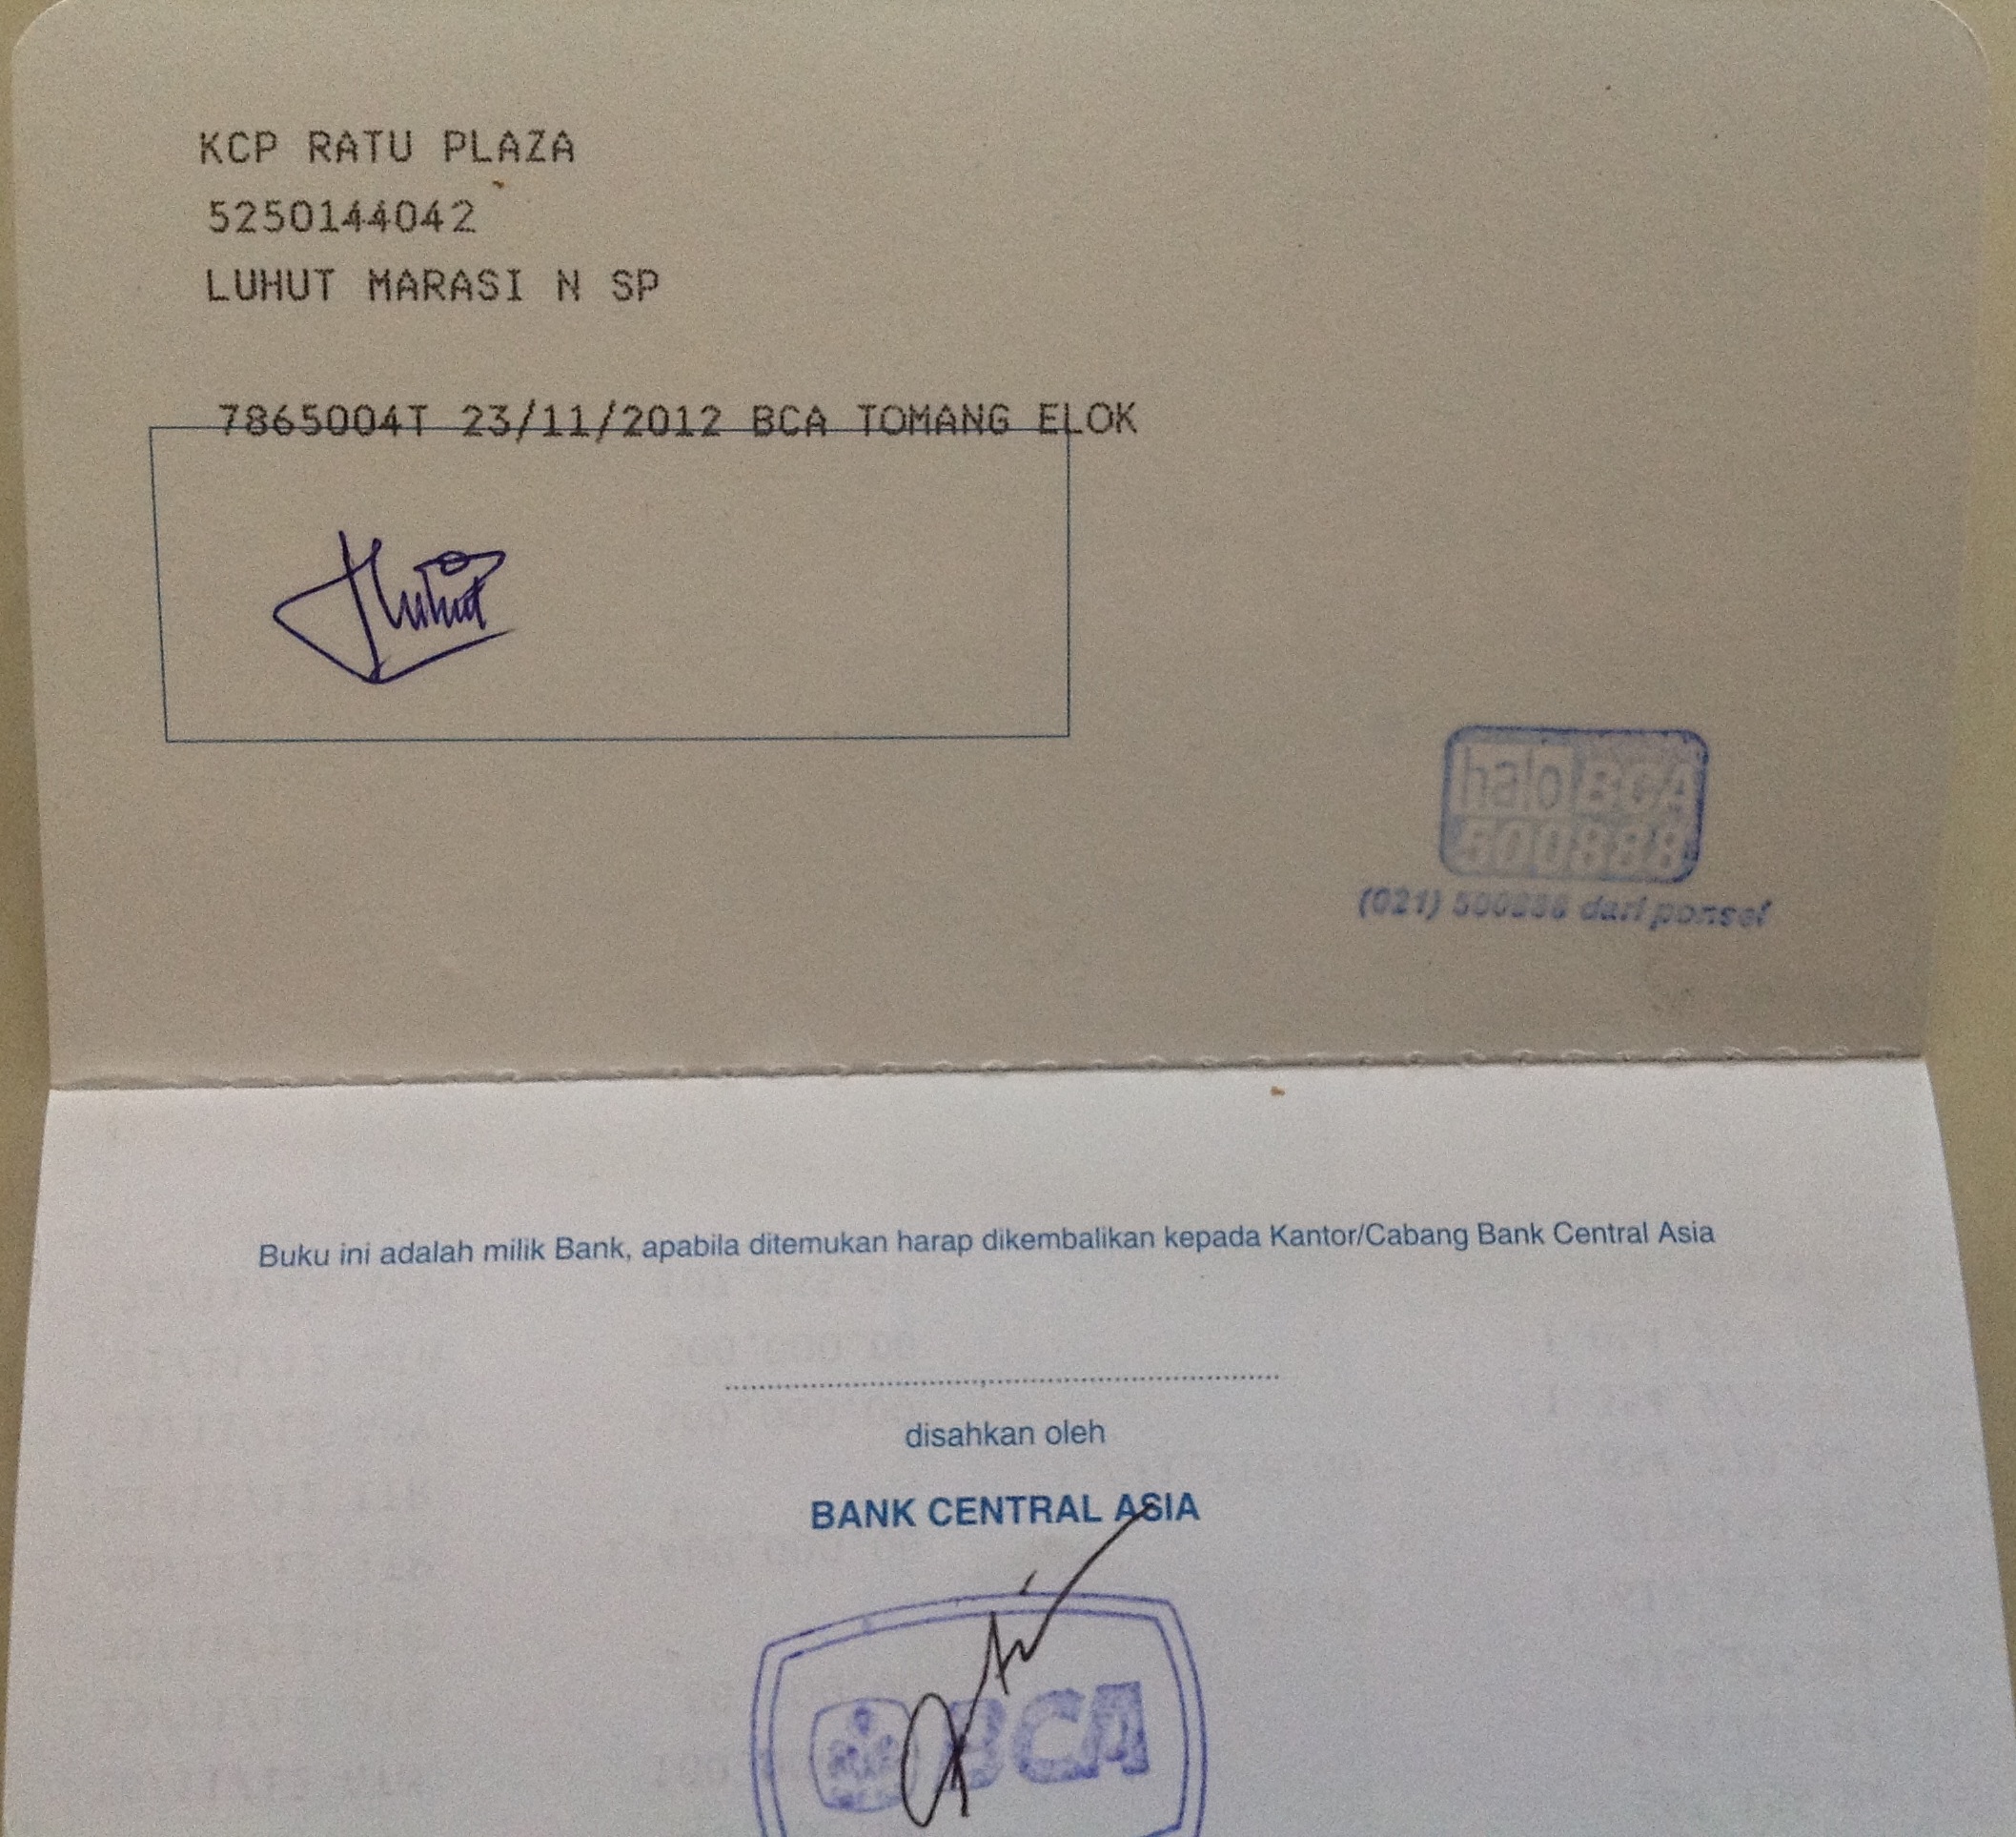 KCP RATU PLAZA
5250144042
LUHUT MARASI N SP
7865004T 23/11/2012 BCA TOMANG ELOK
Luhut
halo BCA
500888
(021) 500888 dari ponsel
Buku ini adalah milik Bank, apabila ditemukan harap dikembalikan kepada Kantor/Cabang Bank Central Asia
disahkan oleh
BANK CENTRAL ASIA
BCA